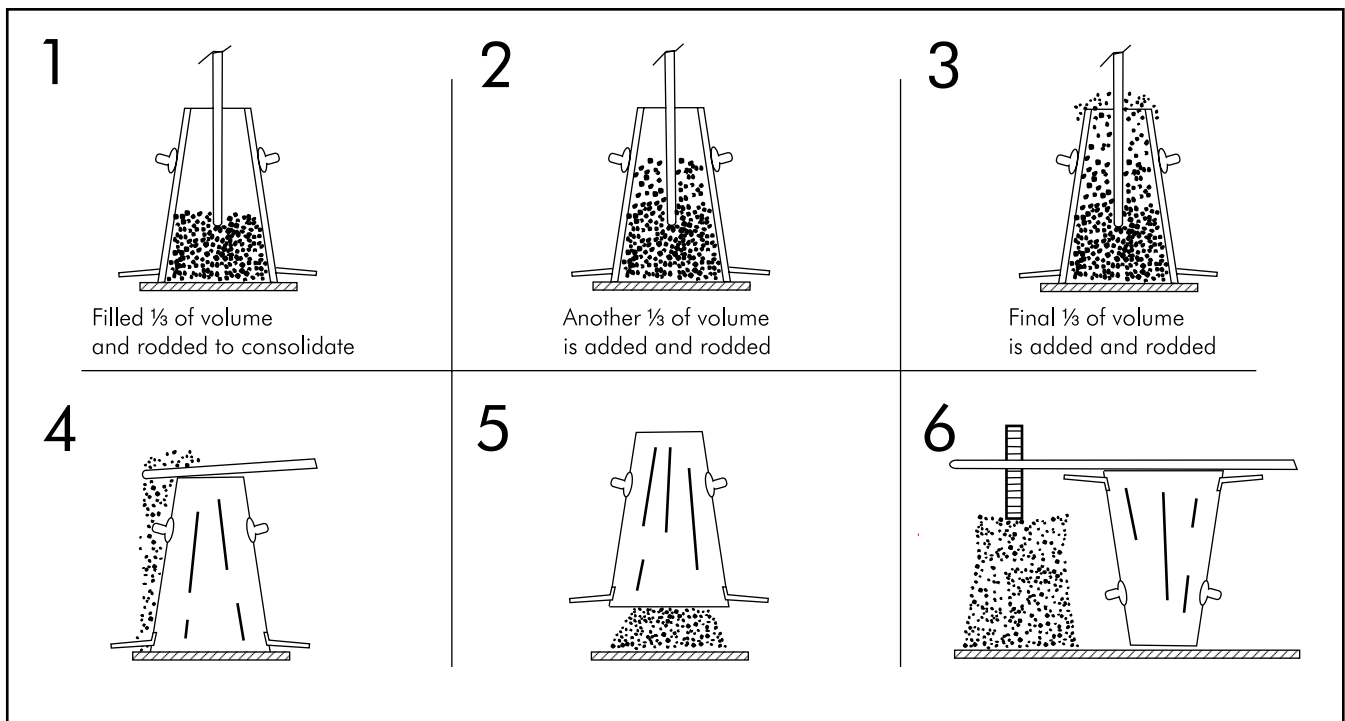 1
2
3
Filled ⅓ of volume
and rodded to consolidate
Another ⅓ of volume
is added and rodded
Final ⅓ of volume
is added and rodded
4
5
6